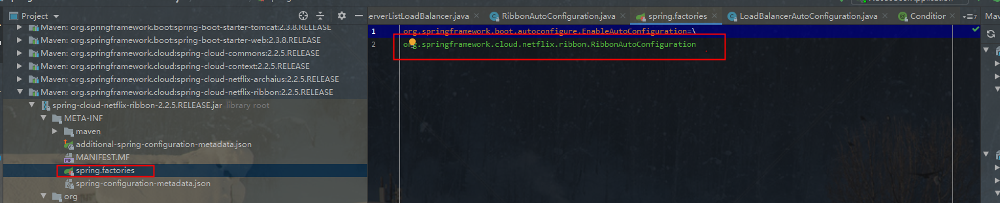 Project
erverListLoadBalancer.java
RibbonAutoConfiguration.java
spring.factories
LoadBalancerAutoConfiguration.java
Condition
Maven: org.springframework.boot:spring-boot-starter-tomcat:2.3.8.RELEASE
Maven: org.springframework.boot:spring-boot-starter-web:2.3.8.RELEASE
Maven: org.springframework.cloud:spring-cloud-commons:2.2.5.RELEASE
Maven: org.springframework.cloud:spring-cloud-context:2.2.5.RELEASE
Maven: org.springframework.cloud:spring-cloud-netflix-archaius:2.2.5.RELEASE
Maven: org.springframework.cloud:spring-cloud-netflix-ribbon:2.2.5.RELEASE
spring-cloud-netflix-ribbon-2.2.5.RELEASE.jar library root
META-INF
maven
additional-spring-configuration-metadata.json
MANIFEST.MF
spring.factories
spring-configuration-metadata.json
org
1 org.springframework.boot.autoconfigure.EnableAutoConfiguration=\
2 org.springframework.cloud.netflix.ribbon.RibbonAutoConfiguration